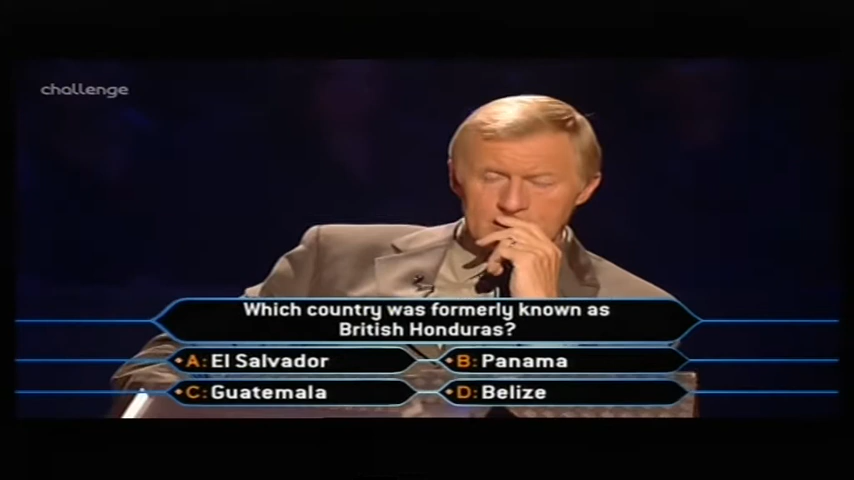 challenge
Which country was formerly known as
British Honduras?
A: El Salvador
B: Panama
C: Guatemala
D: Belize